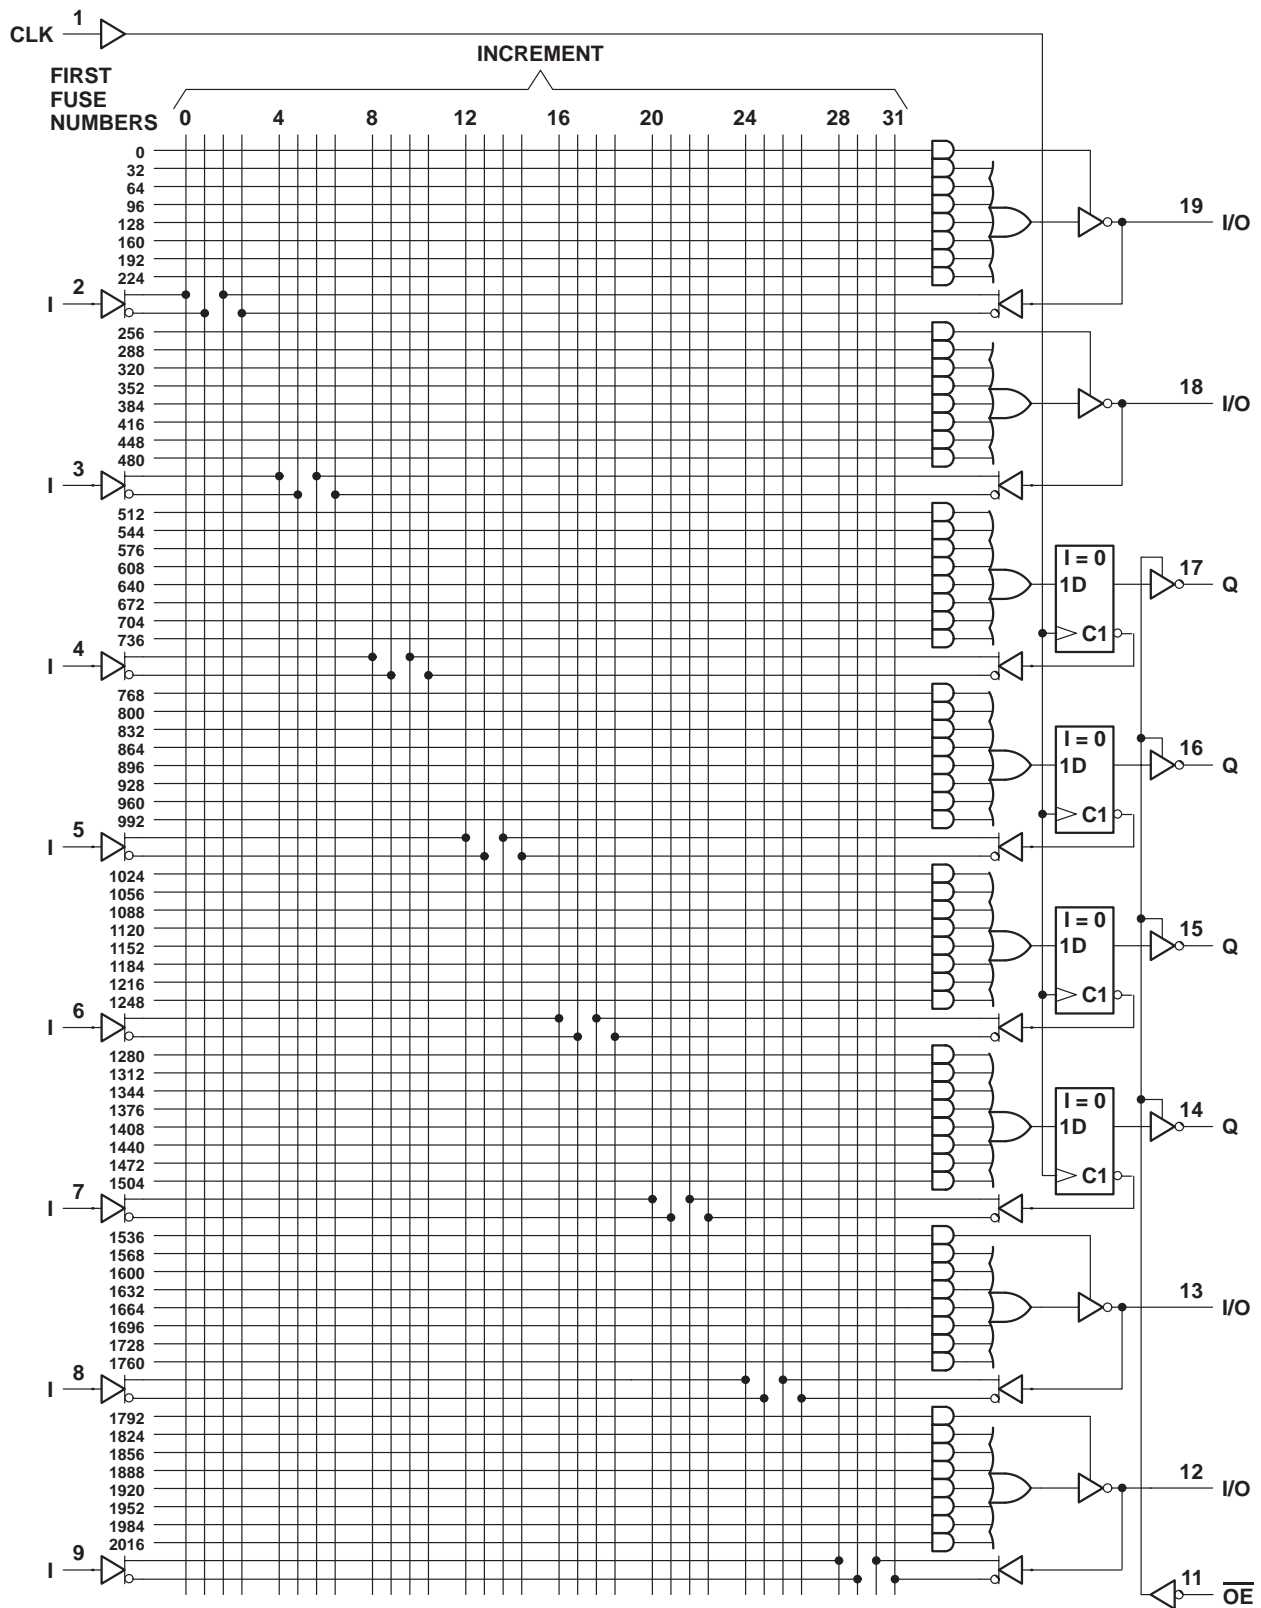 1
CLK
INCREMENT
FIRST
FUSE
NUMBERS
0 4 8 12 16 20 24 28 31
0
32
64
96
128
160
192
224
19
I/O
2
I
256
288
320
352
384
416
448
480
18
I/O
3
I
512
544
576
608
640
672
704
736
I = 0
1D
C1
17
Q
4
I
768
800
832
864
896
928
960
992
I = 0
1D
C1
16
Q
5
I
1024
1056
1088
1120
1152
1184
1216
1248
I = 0
1D
C1
15
Q
6
I
1280
1312
1344
1376
1408
1440
1472
1504
I = 0
1D
C1
14
Q
7
I
1536
1568
1600
1632
1664
1696
1728
1760
13
I/O
8
I
1792
1824
1856
1888
1920
1952
1984
2016
12
I/O
9
I
11
O̅E̅